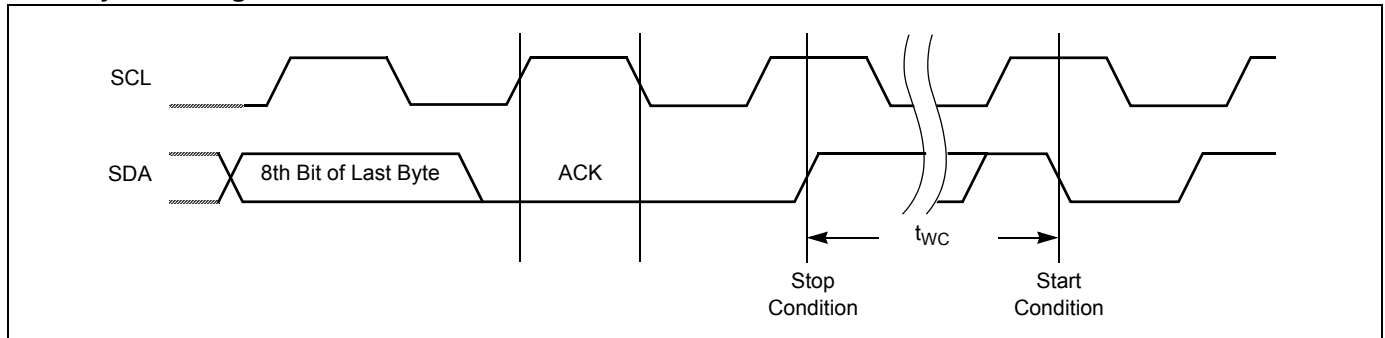 SCL
SDA
8th Bit of Last Byte
ACK
tWC
Stop
Condition
Start
Condition